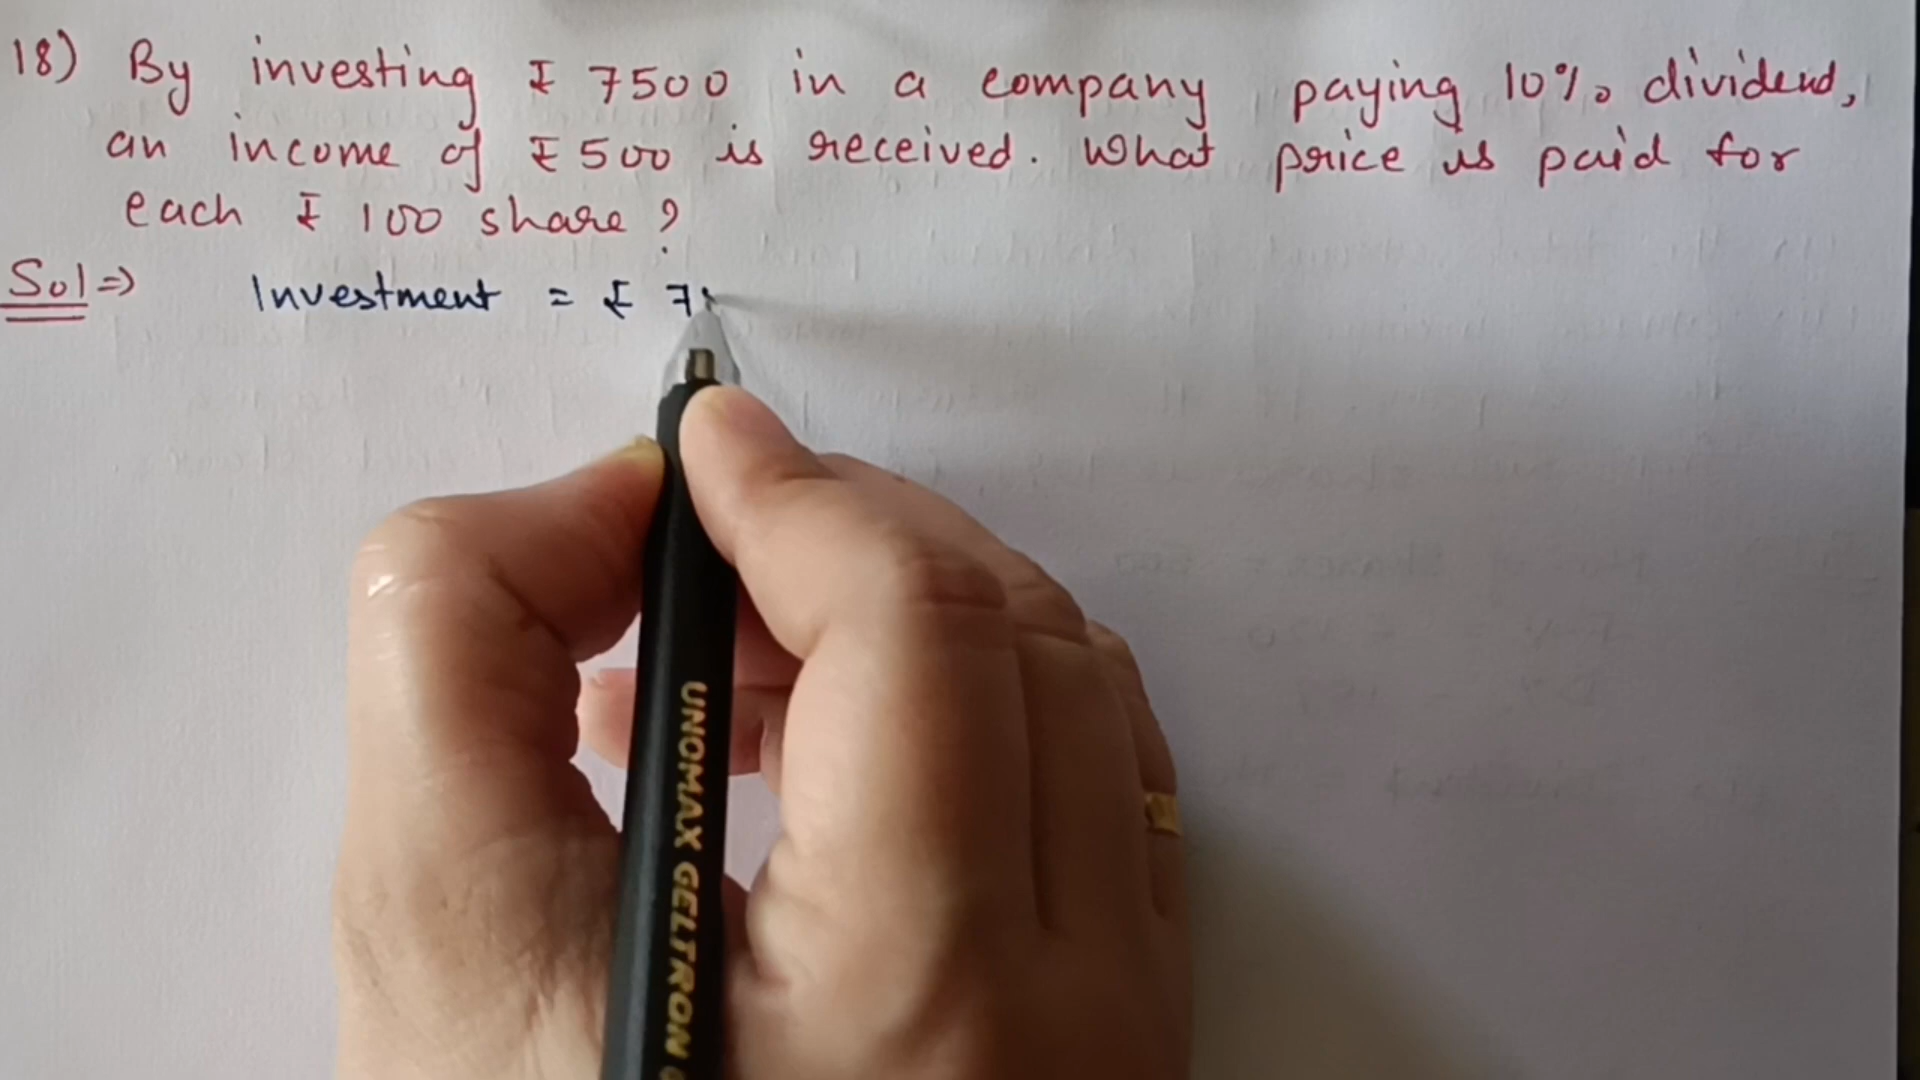 18) By investing ₹ 7500 in a company paying 10% dividend,
an income of ₹ 500 is received. What price is paid for
each ₹ 100 share ?
Sol => Investment = ₹ 7
UNOMAX GELTRON